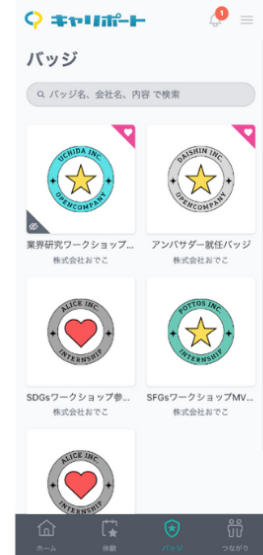 キャリポート
1
バッジ
バッジ名、会社名、内容 で検索
UCHIDA INC.
OPENCOMPANY
DAISHIN INC.
OPENCOMPANY
業界研究ワークショップ...
アンバサダー就任バッジ
株式会社おでこ
株式会社おでこ
ALICE INC.
INTERNSHIP
POTTOS INC.
INTERNSHIP
SDGsワークショップ参...
SFGsワークショップMV...
株式会社おでこ
株式会社おでこ
ALICE INC.
INTERNSHIP
ホーム
体験
バッジ
つながり